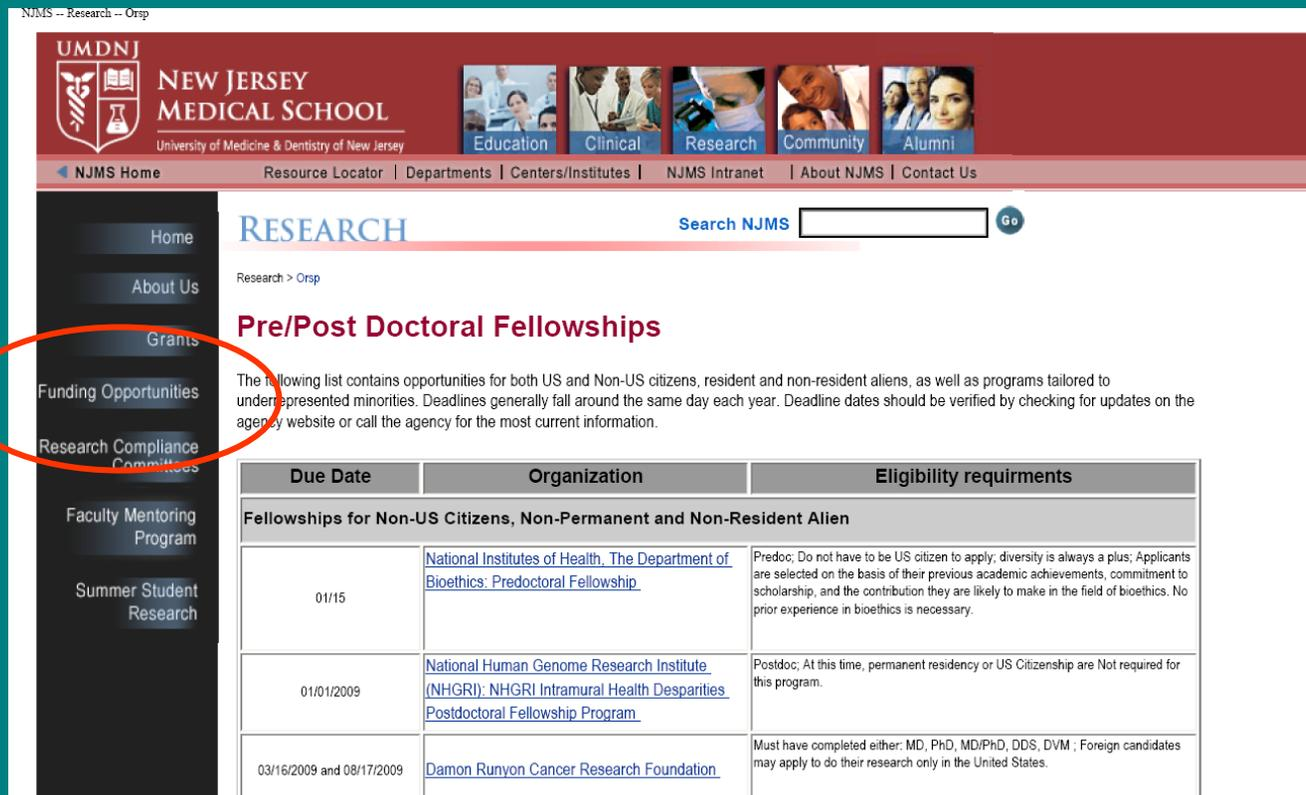 NJMS -- Research -- Orsp
UMDNJ
NEW JERSEY
MEDICAL SCHOOL
University of Medicine & Dentistry of New Jersey
Education
Clinical
Research
Community
Alumni
NJMS Home
Resource Locator | Departments | Centers/Institutes | NJMS Intranet | About NJMS | Contact Us
Home
About Us
Grants
Funding Opportunities
Research Compliance
Committees
Faculty Mentoring
Program
Summer Student
Research
RESEARCH
Search NJMS
Go
Research > Orsp
Pre/Post Doctoral Fellowships
The following list contains opportunities for both US and Non-US citizens, resident and non-resident aliens, as well as programs tailored to
underrepresented minorities. Deadlines generally fall around the same day each year. Deadline dates should be verified by checking for updates on the
agency website or call the agency for the most current information.
Due Date
Organization
Eligibility requirments
Fellowships for Non-US Citizens, Non-Permanent and Non-Resident Alien
01/15
National Institutes of Health, The Department of
Bioethics: Predoctoral Fellowship
Predoc; Do not have to be US citizen to apply; diversity is always a plus; Applicants
are selected on the basis of their previous academic achievements, commitment to
scholarship, and the contribution they are likely to make in the field of bioethics. No
prior experience in bioethics is necessary.
01/01/2009
National Human Genome Research Institute
(NHGRI): NHGRI Intramural Health Desparities
Postdoctoral Fellowship Program
Postdoc; At this time, permanent residency or US Citizenship are Not required for
this program.
03/16/2009 and 08/17/2009
Damon Runyon Cancer Research Foundation
Must have completed either: MD, PhD, MD/PhD, DDS, DVM ; Foreign candidates
may apply to do their research only in the United States.